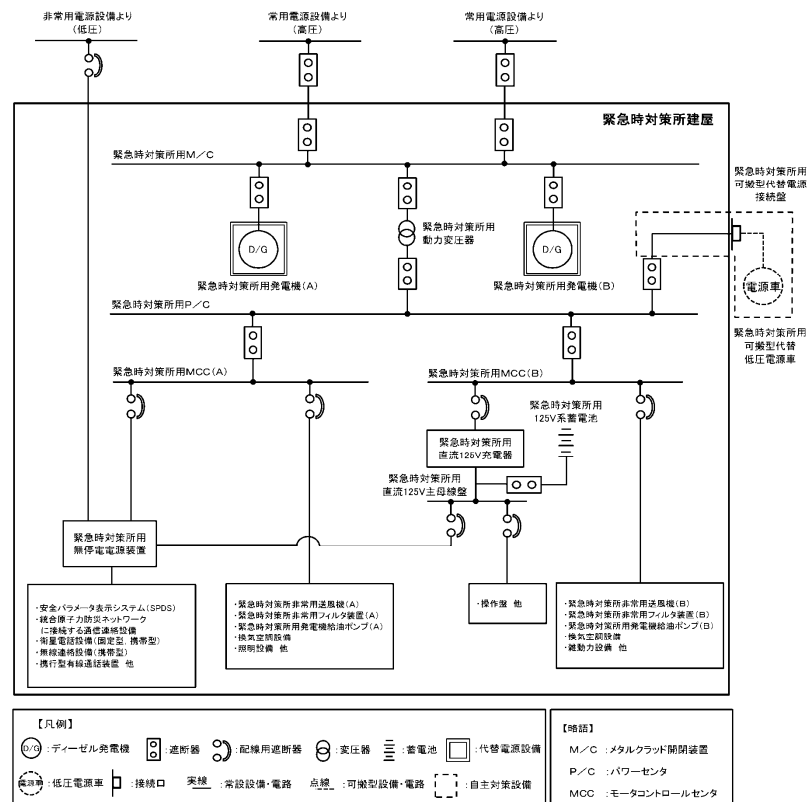 非常用電源設備より
(低圧)
常用電源設備より
(高圧)
常用電源設備より
(高圧)
緊急時対策所建屋
緊急時対策所用M/C
緊急時対策所用
可搬型代替電源
接続盤
D/G
緊急時対策所用
動力変圧器
D/G
緊急時対策所用発電機(A)
緊急時対策所用発電機(B)
電源車
緊急時対策所用P/C
緊急時対策所用
可搬型代替
低圧電源車
緊急時対策所用MCC(A)
緊急時対策所用MCC(B)
緊急時対策所用
125V系蓄電池
緊急時対策所用
直流125V充電器
緊急時対策所用
直流125V主母線盤
緊急時対策所用
無停電電源装置
・安全パラメータ表示システム(SPDS)
・統合原子力防災ネットワーク
に接続する通信連絡設備
・衛星電話設備(固定型、携帯型)
・無線連絡設備(携帯型)
・携行型有線通話装置 他
・緊急時対策所非常用送風機(A)
・緊急時対策所非常用フィルタ装置(A)
・緊急時対策所用発電機給油ポンプ(A)
・換気空調設備
・照明設備 他
・操作盤 他
・緊急時対策所非常用送風機(B)
・緊急時対策所非常用フィルタ装置(B)
・緊急時対策所用発電機給油ポンプ(B)
・換気空調設備
・雑動力設備 他
【凡例】
D/G :ディーゼル発電機 :遮断器 :配線用遮断器 :変圧器 :蓄電池 :代替電源設備
電源車 :低圧電源車 :接続口 実線 :常設設備・電路 点線 :可搬型設備・電路 :自主対策設備
【略語】
M/C :メタルクラッド開閉装置
P/C :パワーセンタ
MCC :モータコントロールセンタ